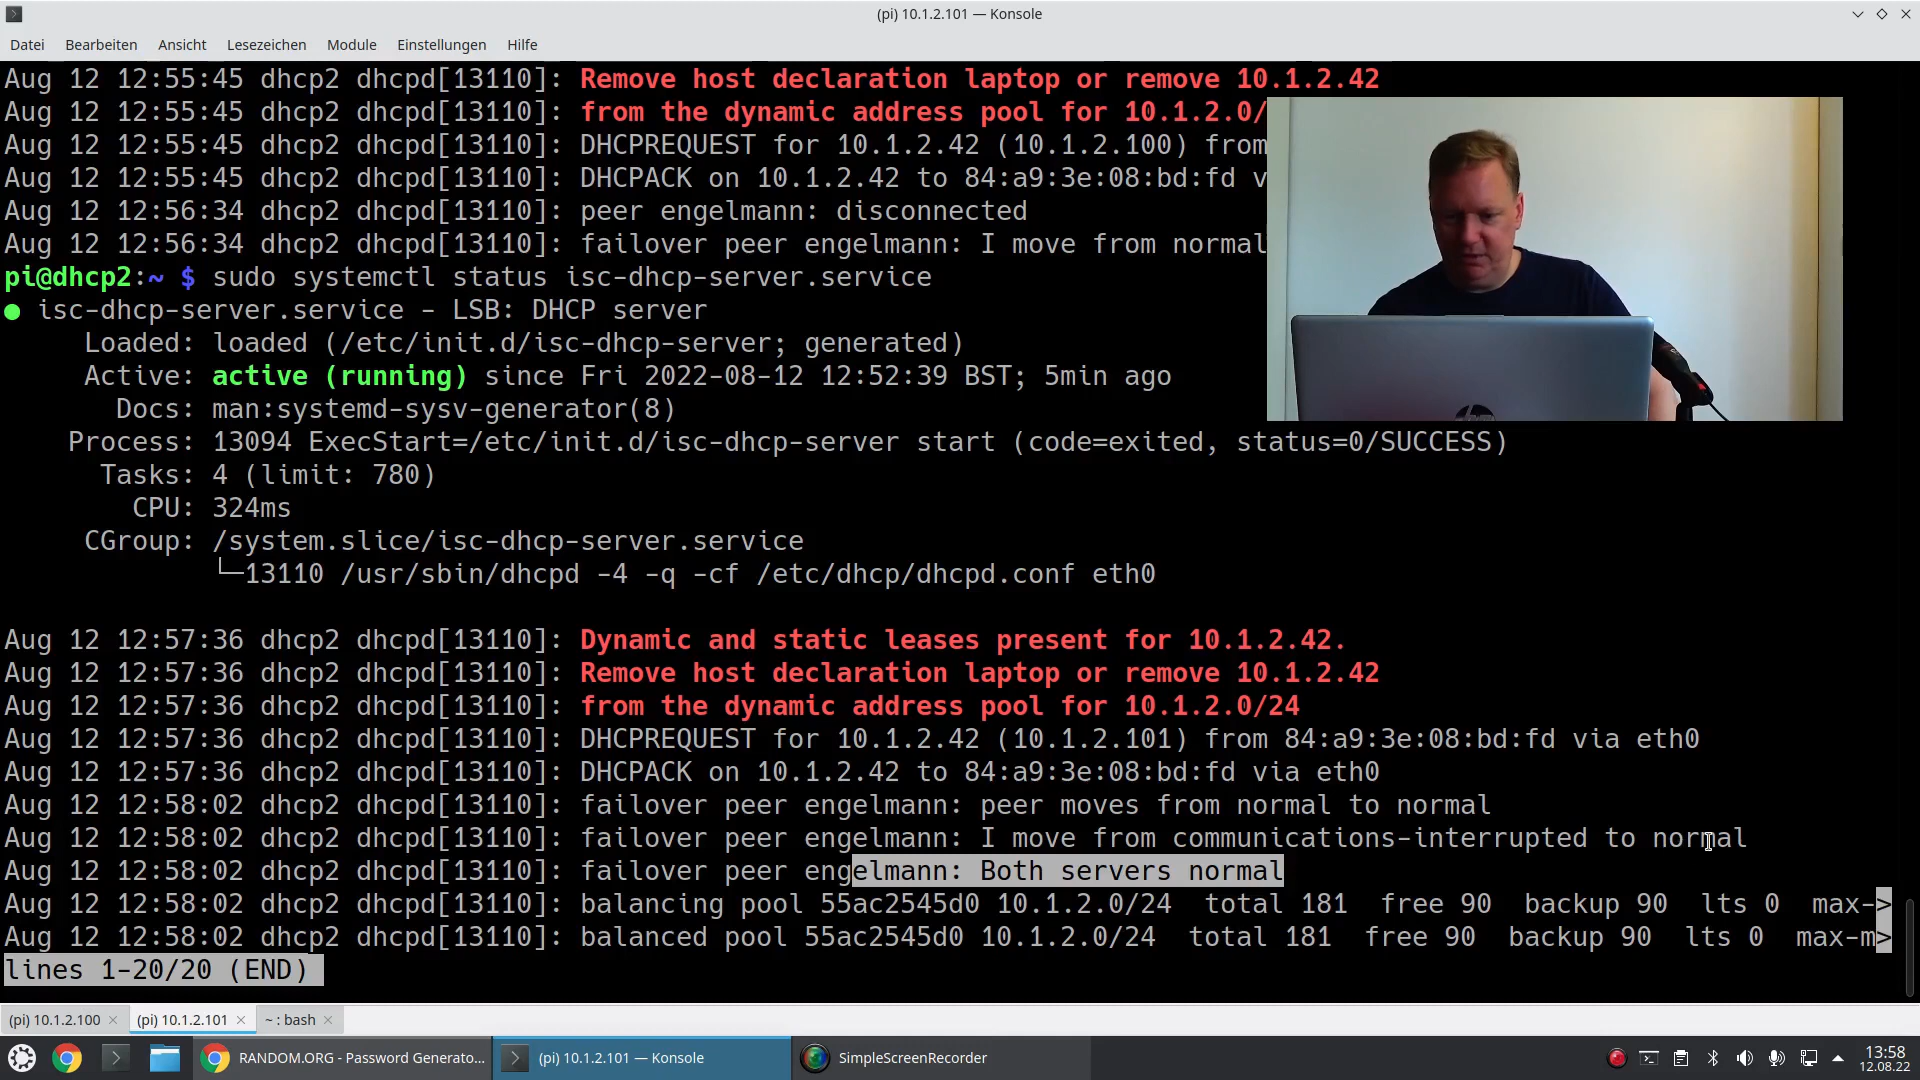 (pi) 10.1.2.101 — Konsole
Datei Bearbeiten Ansicht Lesezeichen Module Einstellungen Hilfe
Aug 12 12:55:45 dhcp2 dhcpd[13110]: Remove host declaration laptop or remove 10.1.2.42
Aug 12 12:55:45 dhcp2 dhcpd[13110]: from the dynamic address pool for 10.1.2.0/
Aug 12 12:55:45 dhcp2 dhcpd[13110]: DHCPREQUEST for 10.1.2.42 (10.1.2.100) from
Aug 12 12:55:45 dhcp2 dhcpd[13110]: DHCPACK on 10.1.2.42 to 84:a9:3e:08:bd:fd v
Aug 12 12:56:34 dhcp2 dhcpd[13110]: peer engelmann: disconnected
Aug 12 12:56:34 dhcp2 dhcpd[13110]: failover peer engelmann: I move from normal
pi@dhcp2:~ $ sudo systemctl status isc-dhcp-server.service
● isc-dhcp-server.service - LSB: DHCP server
Loaded: loaded (/etc/init.d/isc-dhcp-server; generated)
Active: active (running) since Fri 2022-08-12 12:52:39 BST; 5min ago
Docs: man:systemd-sysv-generator(8)
Process: 13094 ExecStart=/etc/init.d/isc-dhcp-server start (code=exited, status=0/SUCCESS)
Tasks: 4 (limit: 780)
CPU: 324ms
CGroup: /system.slice/isc-dhcp-server.service
└─13110 /usr/sbin/dhcpd -4 -q -cf /etc/dhcp/dhcpd.conf eth0
Aug 12 12:57:36 dhcp2 dhcpd[13110]: Dynamic and static leases present for 10.1.2.42.
Aug 12 12:57:36 dhcp2 dhcpd[13110]: Remove host declaration laptop or remove 10.1.2.42
Aug 12 12:57:36 dhcp2 dhcpd[13110]: from the dynamic address pool for 10.1.2.0/24
Aug 12 12:57:36 dhcp2 dhcpd[13110]: DHCPREQUEST for 10.1.2.42 (10.1.2.101) from 84:a9:3e:08:bd:fd via eth0
Aug 12 12:57:36 dhcp2 dhcpd[13110]: DHCPACK on 10.1.2.42 to 84:a9:3e:08:bd:fd via eth0
Aug 12 12:58:02 dhcp2 dhcpd[13110]: failover peer engelmann: peer moves from normal to normal
Aug 12 12:58:02 dhcp2 dhcpd[13110]: failover peer engelmann: I move from communications-interrupted to normal
Aug 12 12:58:02 dhcp2 dhcpd[13110]: failover peer engelmann: Both servers normal
Aug 12 12:58:02 dhcp2 dhcpd[13110]: balancing pool 55ac2545d0 10.1.2.0/24  total 181  free 90  backup 90  lts 0  max->
Aug 12 12:58:02 dhcp2 dhcpd[13110]: balanced pool 55ac2545d0 10.1.2.0/24  total 181  free 90  backup 90  lts 0  max-m>
lines 1-20/20 (END)
(pi) 10.1.2.100 (pi) 10.1.2.101 ~ : bash
RANDOM.ORG - Password Generato... (pi) 10.1.2.101 — Konsole SimpleScreenRecorder 13:58
12.08.22